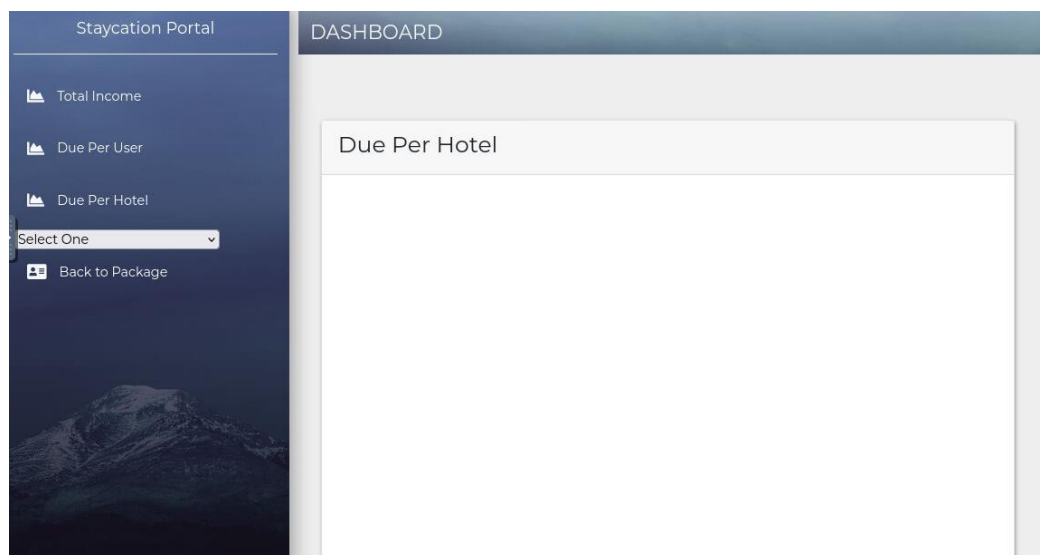 Staycation Portal
DASHBOARD
Total Income
Due Per User
Due Per Hotel
Select One
Back to Package
Due Per Hotel